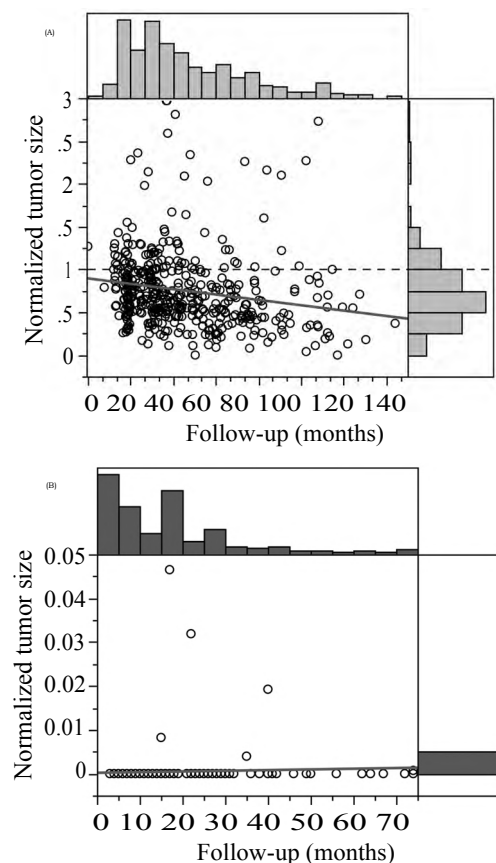 (A)
3
.5
2
.5
1
.5
0
Normalized tumor size
0 20 40 60 80 100 120 140
Follow-up (months)
(B)
0.05
0.04
0.03
0.02
0.01
0
Normalized tumor size
0 10 20 30 40 50 60 70
Follow-up (months)